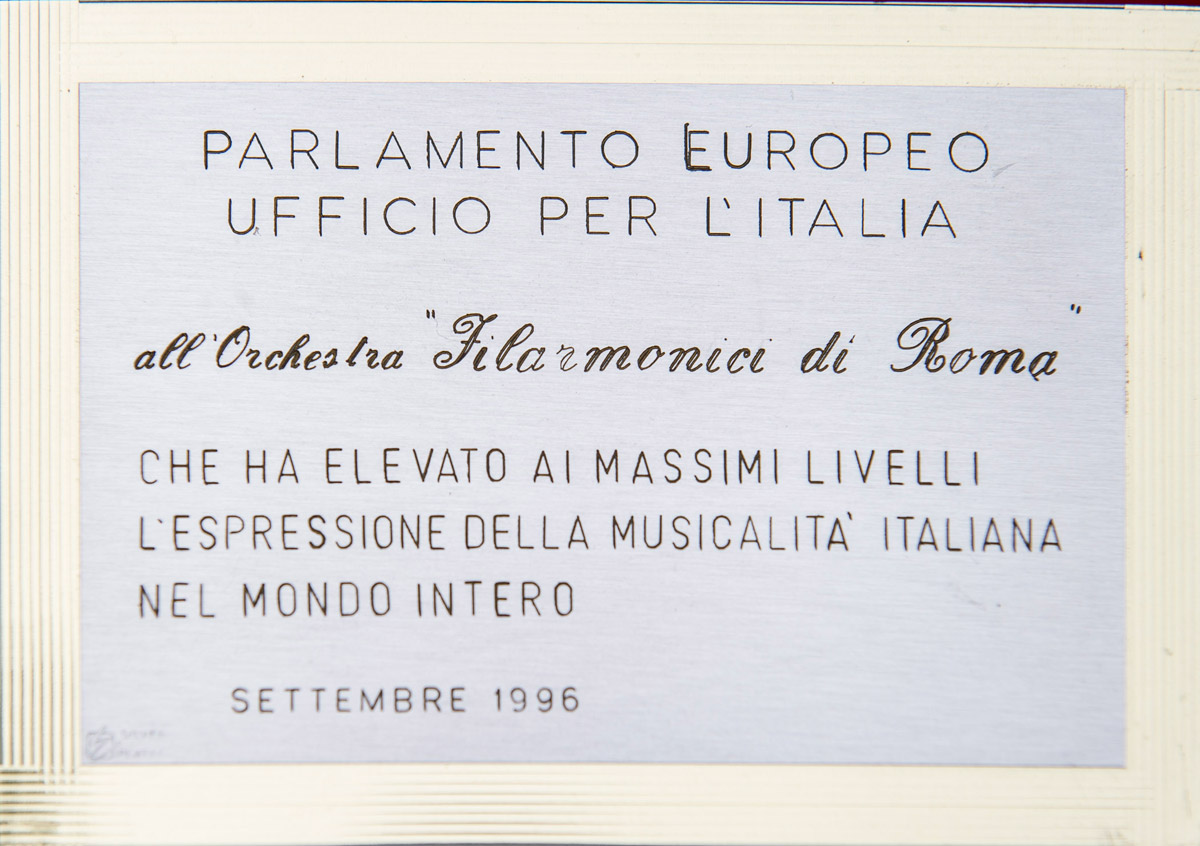 PARLAMENTO EUROPEO
UFFICIO PER L'ITALIA
all'Orchestra "Filarmonici di Roma"
CHE HA ELEVATO AI MASSIMI LIVELLI
L'ESPRESSIONE DELLA MUSICALITA' ITALIANA
NEL MONDO INTERO
SETTEMBRE 1996